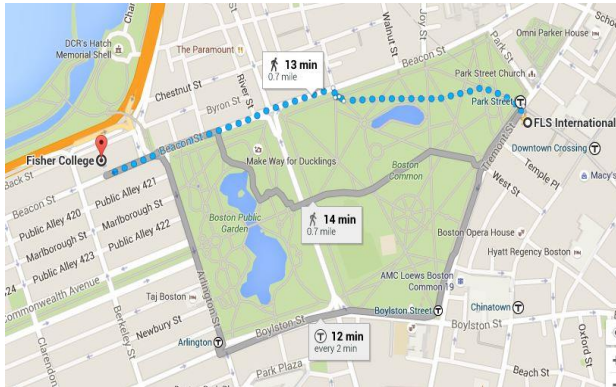 DCR's Hatch
Memorial Shell
The Paramount
Walnut St
Joy St
Omni Parker House
Park St
Beacon St
13 min
0.7 mile
Chestnut St
River St
Park Street Church
Byron St
Park Street
FLS International
Beacon St
Tremont St
Fisher College
Downtown Crossing
Back St
Make Way for Ducklings
Temple Pl
Boston
Common
Macy's
Beacon St
Public Alley 421
West St
Marlborough St
Public Alley 420
Public Alley 422
14 min
0.7 mile
Boston Public
Garden
Boston Opera House
Marlborough St
Public Alley 423
Hyatt Regency Boston
Commonwealth Avenue
AMC Loews Boston
Common 19
Arlington St
Taj Boston
Berkeley St
Newbury St
Boylston Street
Chinatown
Boylston St
12 min
every 2 min
Boylston St
Arlington
Clarendon
Park Plaza
Oxford St
Beach St